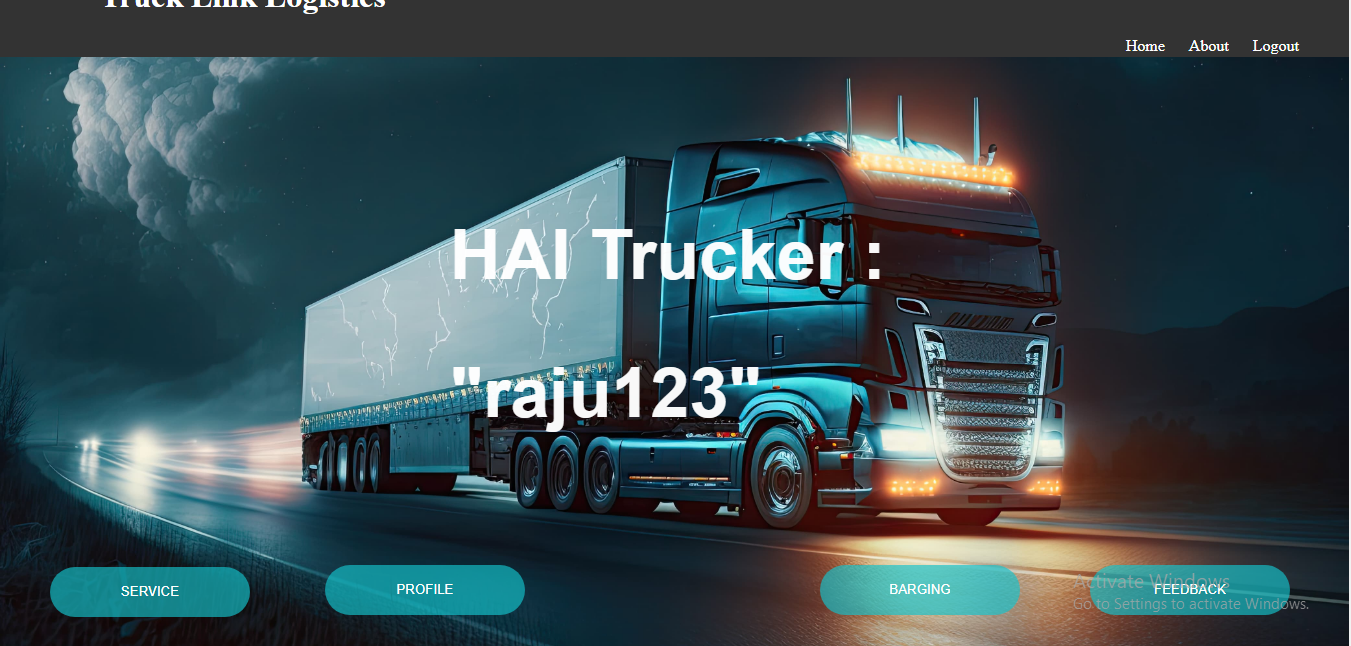 Truck Link Logistics
Home About Logout
HAI Trucker :
"raju123"
SERVICE PROFILE BARGING FEEDBACK
Activate Windows
Go to Settings to activate Windows.